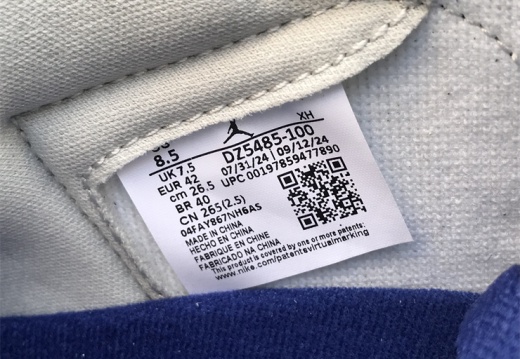 XH
8.5 DZ5485-100
UK 7.5 07/31/24 | 09/12/24
EUR 42 UPC 00197859477890
cm 26.5
BR 40
CN 265(2.5)
04FAY867NH6AS
MADE IN CHINA
HECHO EN CHINA
FABRIQUE EN CHINE
FABRICADO NA CHINA
This product is covered by one or more patents:
www.nike.com/patentevirtualmarking